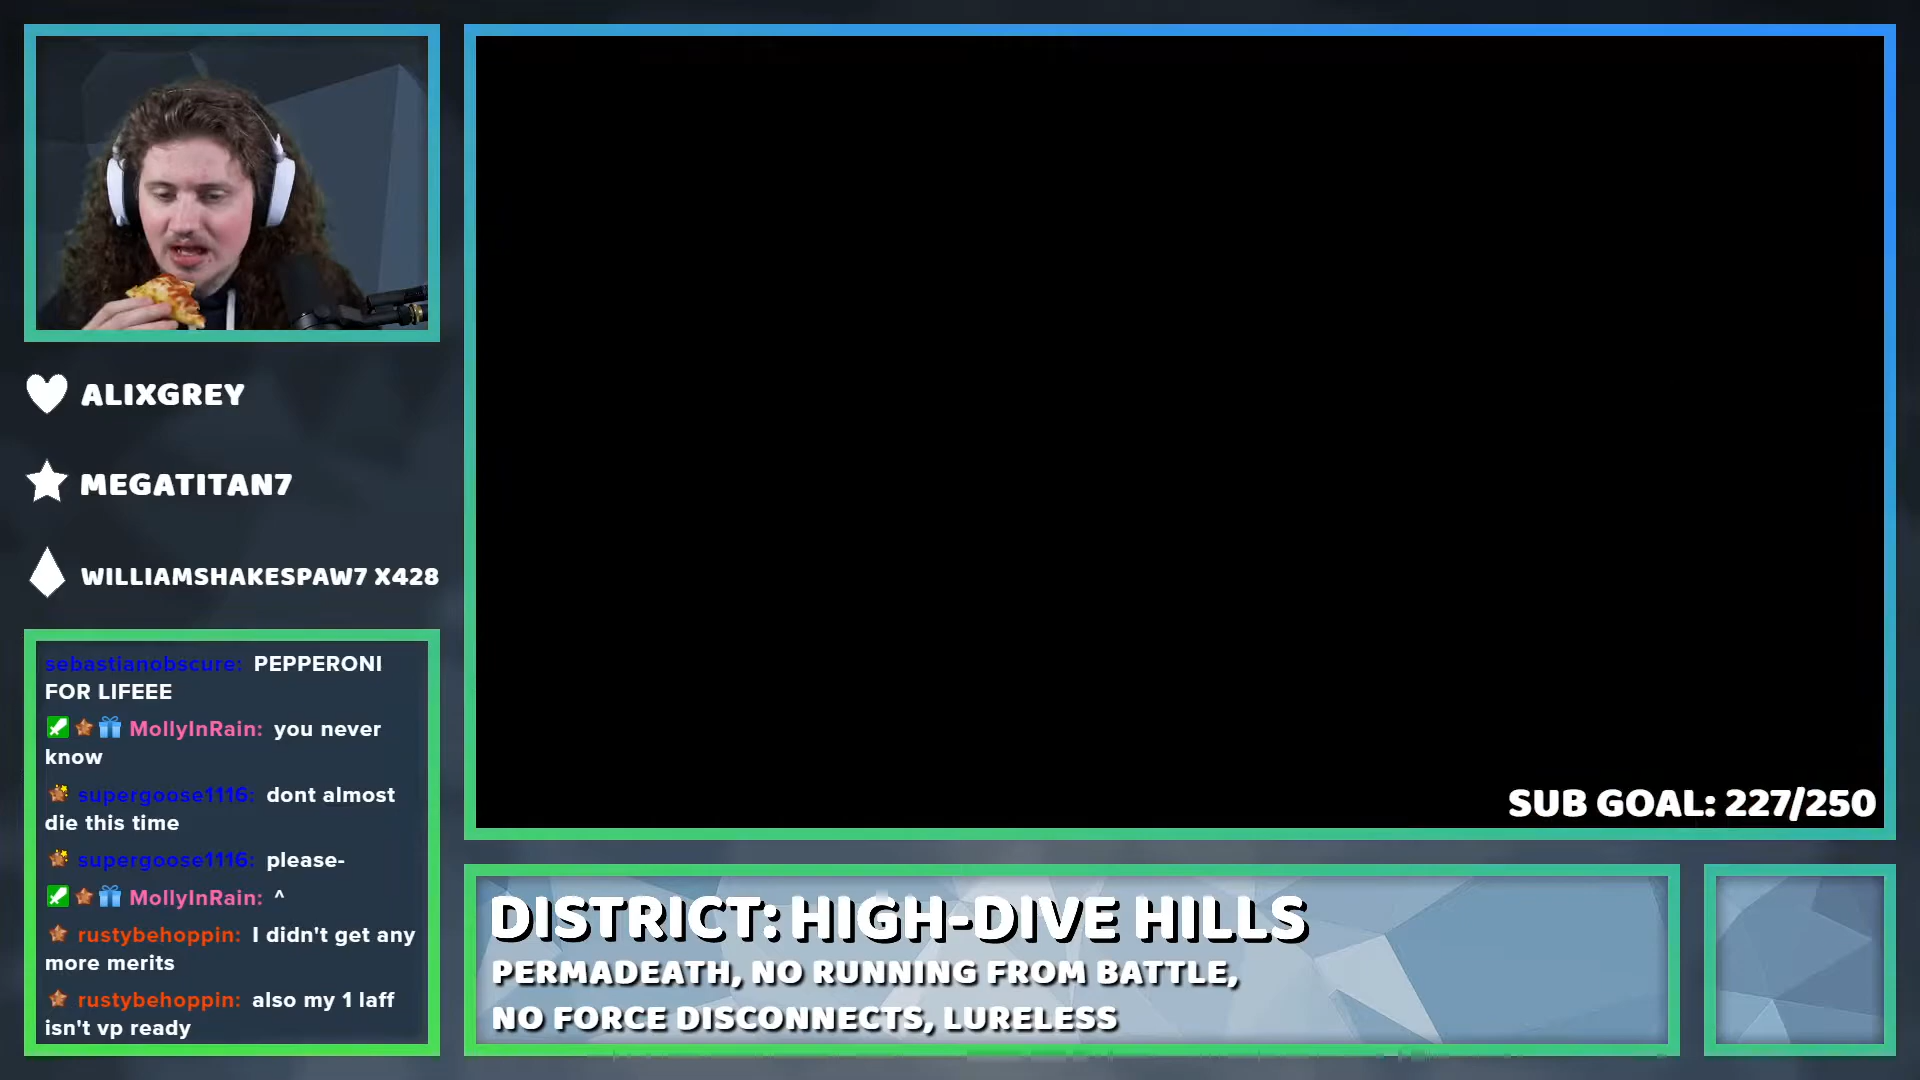 ALIXGREY
MEGATITAN7
WILLIAMSHAKESPAW7 X428
sebastianobscure: PEPPERONI
FOR LIFEEE
MollyInRain: you never
know
supergoose1116: dont almost
die this time
supergoose1116: please-
MollyInRain: ^
rustybehoppin: I didn't get any
more merits
rustybehoppin: also my 1 laff
isn't vp ready
SUB GOAL: 227/250
DISTRICT: HIGH-DIVE HILLS
PERMADEATH, NO RUNNING FROM BATTLE,
NO FORCE DISCONNECTS, LURELESS